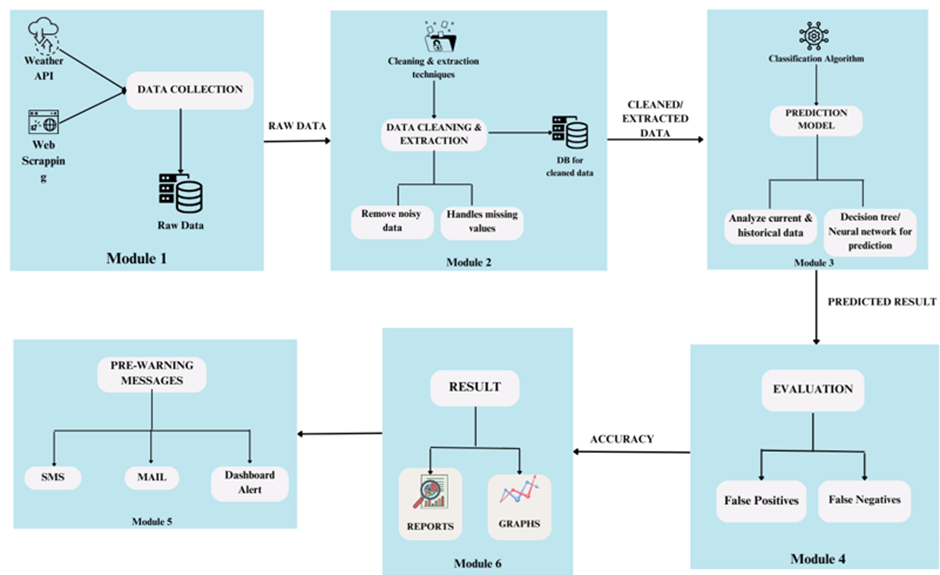 Weather
API
DATA COLLECTION
Web
Scrappin
g
Raw Data
Module 1
RAW DATA
Cleaning & extraction
techniques
DATA CLEANING &
EXTRACTION
DB for
cleaned data
Remove noisy
data
Handles missing
values
Module 2
CLEANED/
EXTRACTED
DATA
Classification Algorithm
PREDICTION
MODEL
Analyze current &
historical data
Decision tree/
Neural network for
prediction
Module 3
PREDICTED RESULT
EVALUATION
False Positives
False Negatives
Module 4
ACCURACY
RESULT
REPORTS
GRAPHS
Module 6
PRE-WARNING
MESSAGES
SMS
MAIL
Dashboard
Alert
Module 5